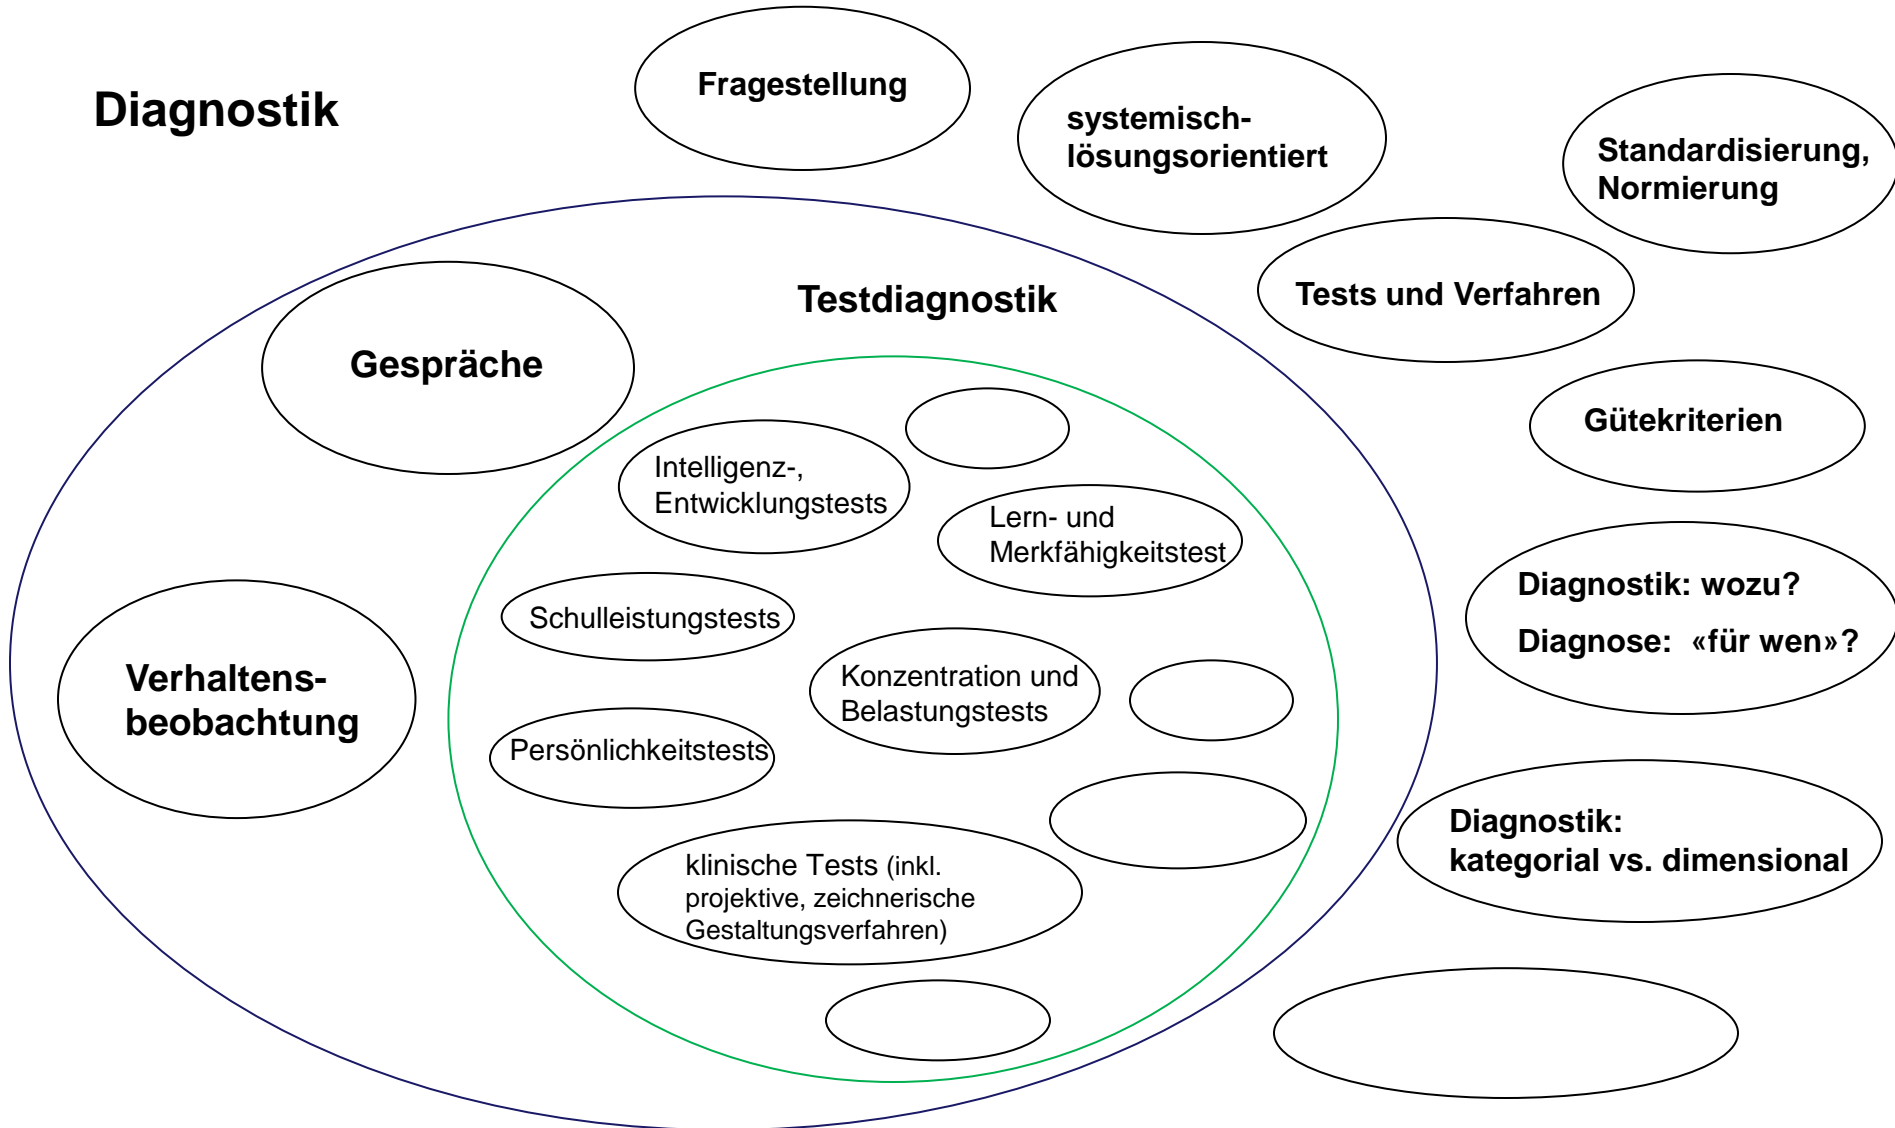 Diagnostik
Fragestellung
systemisch-
lösungsorientiert
Standardisierung,
Normierung
Tests und Verfahren
Testdiagnostik
Gespräche
Gütekriterien
Intelligenz-,
Entwicklungstests
Lern- und
Merkfähigkeitstest
Diagnostik: wozu?
Diagnose: «für wen»?
Schulleistungstests
Verhaltens-
beobachtung
Konzentration und
Belastungstests
Persönlichkeitstests
Diagnostik:
kategorial vs. dimensional
klinische Tests (inkl.
projektive, zeichnerische
Gestaltungsverfahren)